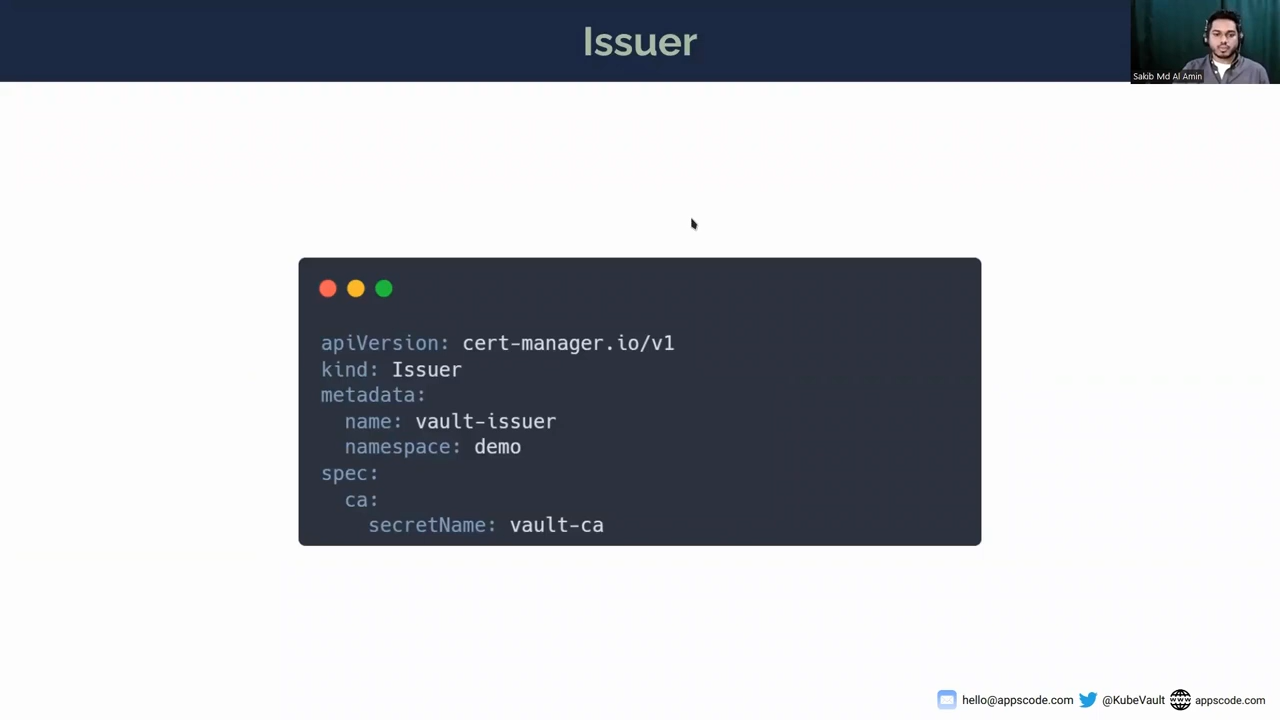 Issuer
Sakib Md Al Amin
apiVersion: cert-manager.io/v1
kind: Issuer
metadata:
  name: vault-issuer
  namespace: demo
spec:
  ca:
    secretName: vault-ca
hello@appscode.com @KubeVault appscode.com